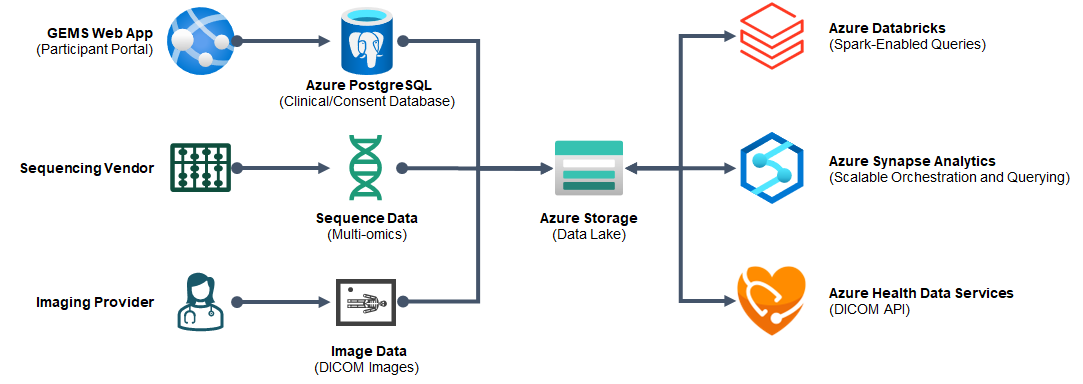 GEMS Web App
(Participant Portal)
Azure PostgreSQL
(Clinical/Consent Database)
Sequencing Vendor
Sequence Data
(Multi-omics)
Imaging Provider
Image Data
(DICOM Images)
Azure Storage
(Data Lake)
Azure Databricks
(Spark-Enabled Queries)
Azure Synapse Analytics
(Scalable Orchestration and Querying)
Azure Health Data Services
(DICOM API)